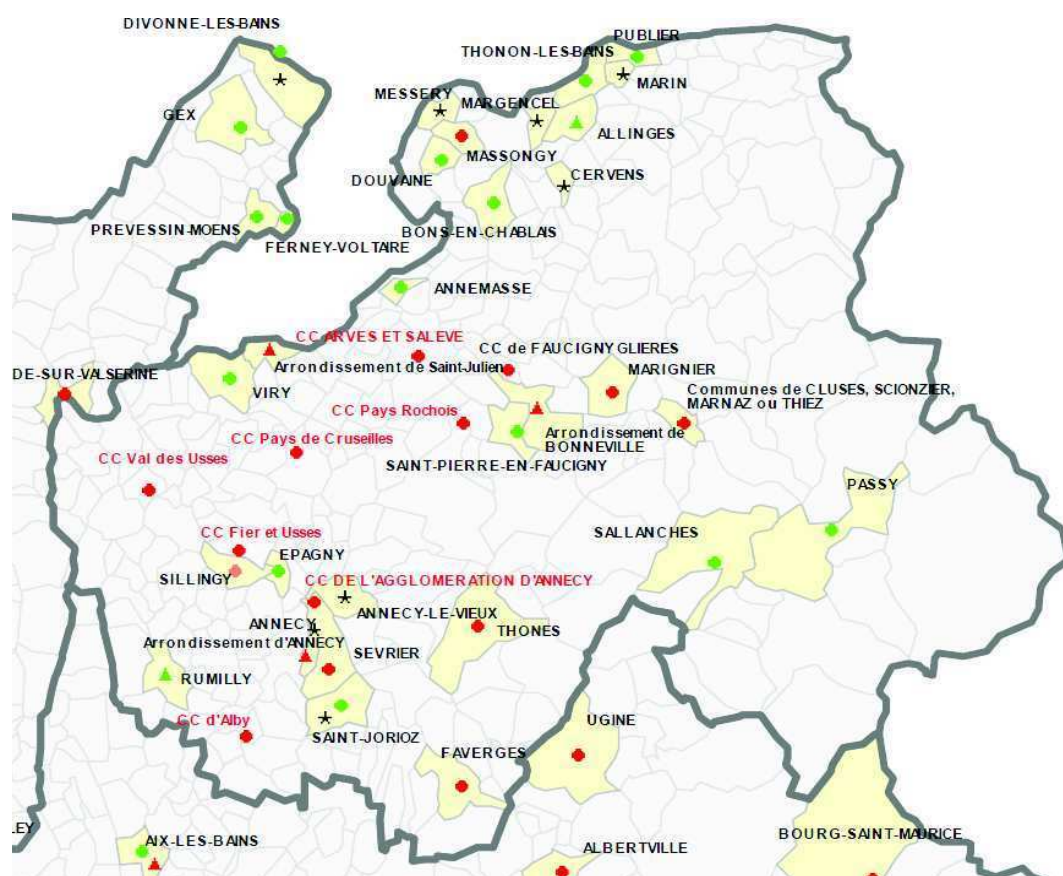 DIVONNE-LES-BAINS
PUBLIER
THONON-LES-BAINS
MARIN
MESSERY
MARGENCEL
GEX
ALLINGES
MASSONGY
DOUVAINE
CERVENS
PREVESSIN-MOENS
BONS-EN-CHABLAIS
FERNEY-VOLTAIRE
ANNEMASSE
CC ARVES ET SALEVE
CC de FAUCIGNY GLIERES
Arrondissement de Saint-Julien
MARIGNIER
DE-SUR-VALSERINE
VIRY
Communes de CLUSES, SCIONZIER,
MARNAZ ou THIEZ
CC Pays Rochois
CC Pays de Cruseilles
Arrondissement de
BONNEVILLE
CC Val des Usses
SAINT-PIERRE-EN-FAUCIGNY
PASSY
CC Fier et Usses
SALLANCHES
EPAGNY
SILLINGY
CC DE L'AGGLOMERATION D'ANNECY
ANNECY-LE-VIEUX
ANNECY
THONES
Arrondissement d'ANNECY
SEVRIER
RUMILLY
CC d'Alby
UGINE
SAINT-JORIOZ
FAVERGES
LEY
AIX-LES-BAINS
BOURG-SAINT-MAURICE
ALBERTVILLE